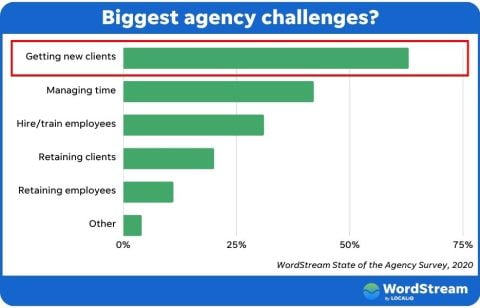 Biggest agency challenges?
Getting new clients
Managing time
Hire/train employees
Retaining clients
Retaining employees
Other
0% 25% 50% 75%
WordStream State of the Agency Survey, 2020
WordStream
By LOCALiQ